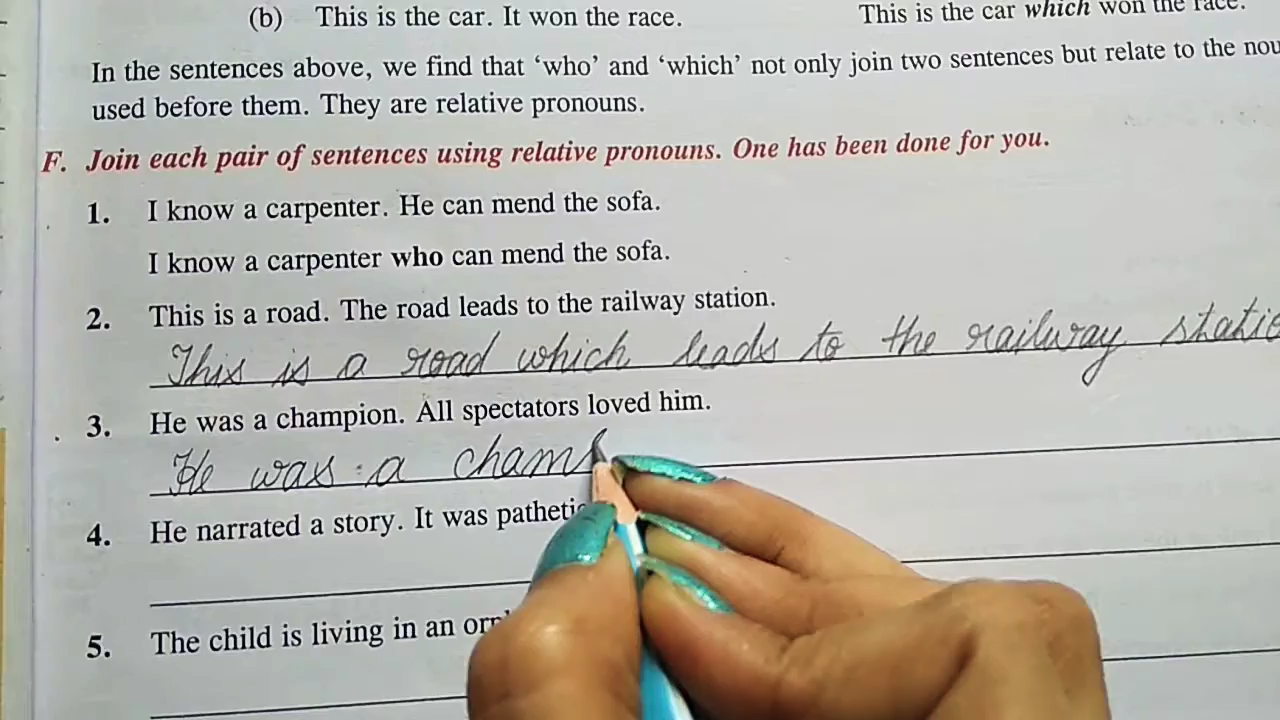 (b) This is the car. It won the race. This is the car which won the race.
In the sentences above, we find that ‘who’ and ‘which’ not only join two sentences but relate to the nou
used before them. They are relative pronouns.
F. Join each pair of sentences using relative pronouns. One has been done for you.
1. I know a carpenter. He can mend the sofa.
I know a carpenter who can mend the sofa.
2. This is a road. The road leads to the railway station.
This is a road which leads to the railway statio
3. He was a champion. All spectators loved him.
He was a champ
4. He narrated a story. It was pathetic
5. The child is living in an orp